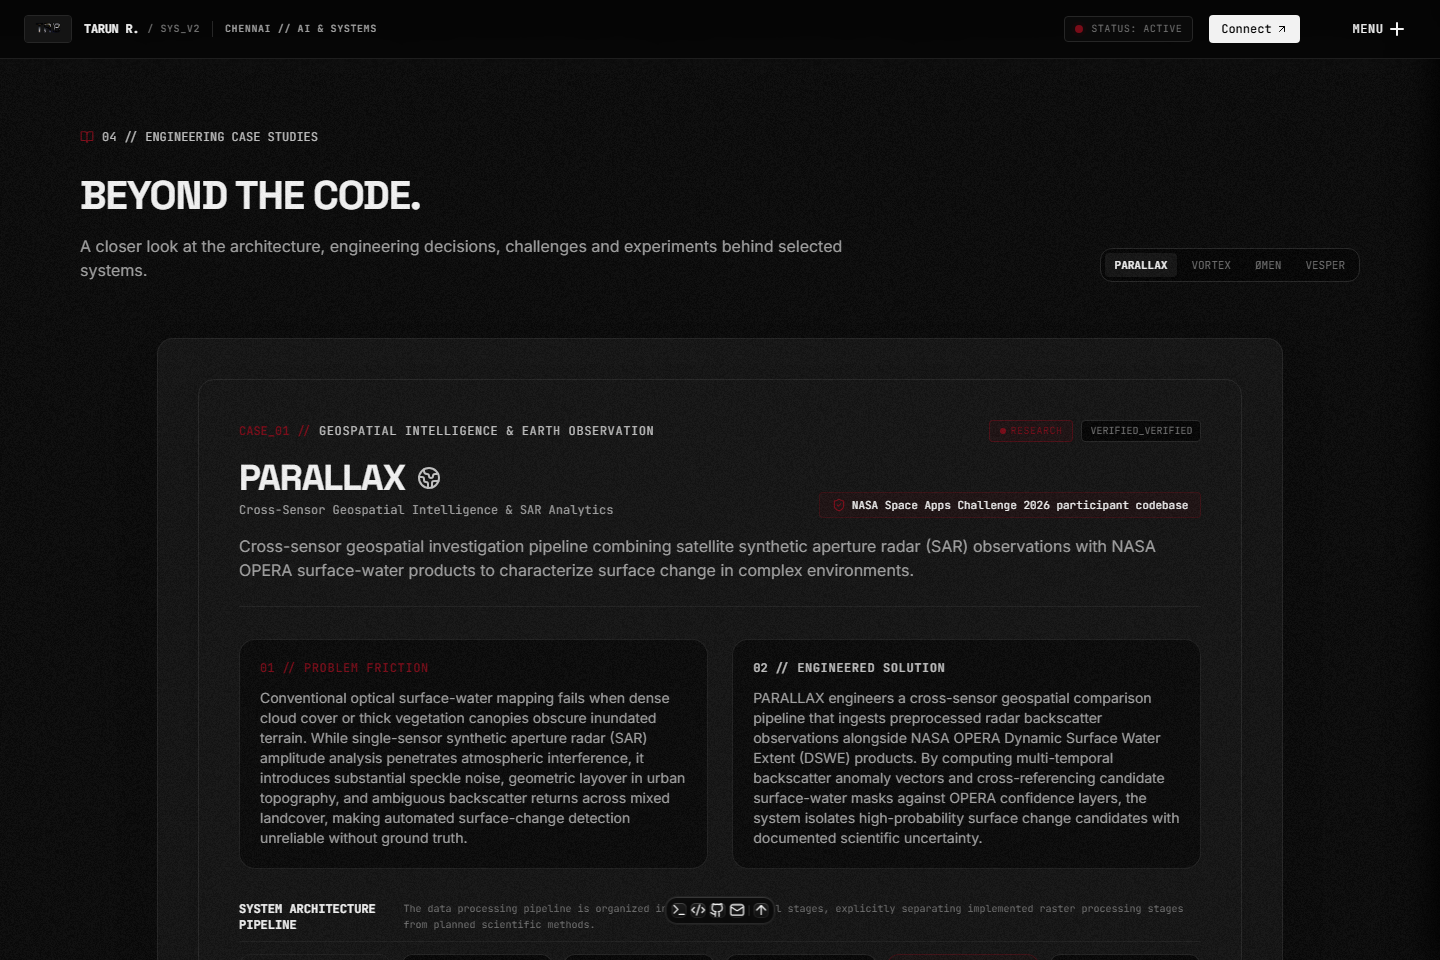 TARUN R. / SYS_V2 CHENNAI // AI & SYSTEMS STATUS: ACTIVE Connect MENU
04 // ENGINEERING CASE STUDIES
BEYOND THE CODE.
A closer look at the architecture, engineering decisions, challenges and experiments behind selected
systems.
PARALLAX VORTEX ØMEN VESPER
CASE_01 // GEOSPATIAL INTELLIGENCE & EARTH OBSERVATION RESEARCH VERIFIED_VERIFIED
PARALLAX
Cross-Sensor Geospatial Intelligence & SAR Analytics
NASA Space Apps Challenge 2026 participant codebase
Cross-sensor geospatial investigation pipeline combining satellite synthetic aperture radar (SAR) observations with NASA
OPERA surface-water products to characterize surface change in complex environments.
01 // PROBLEM FRICTION
Conventional optical surface-water mapping fails when dense
cloud cover or thick vegetation canopies obscure inundated
terrain. While single-sensor synthetic aperture radar (SAR)
amplitude analysis penetrates atmospheric interference, it
introduces substantial speckle noise, geometric layover in urban
topography, and ambiguous backscatter returns across mixed
landcover, making automated surface-change detection
unreliable without ground truth.
02 // ENGINEERED SOLUTION
PARALLAX engineers a cross-sensor geospatial comparison
pipeline that ingests preprocessed radar backscatter
observations alongside NASA OPERA Dynamic Surface Water
Extent (DSWE) products. By computing multi-temporal
backscatter anomaly vectors and cross-referencing candidate
surface-water masks against OPERA confidence layers, the
system isolates high-probability surface change candidates with
documented scientific uncertainty.
SYSTEM ARCHITECTURE
PIPELINE
The data processing pipeline is organized in stages, explicitly separating implemented raster processing stages
from planned scientific methods.